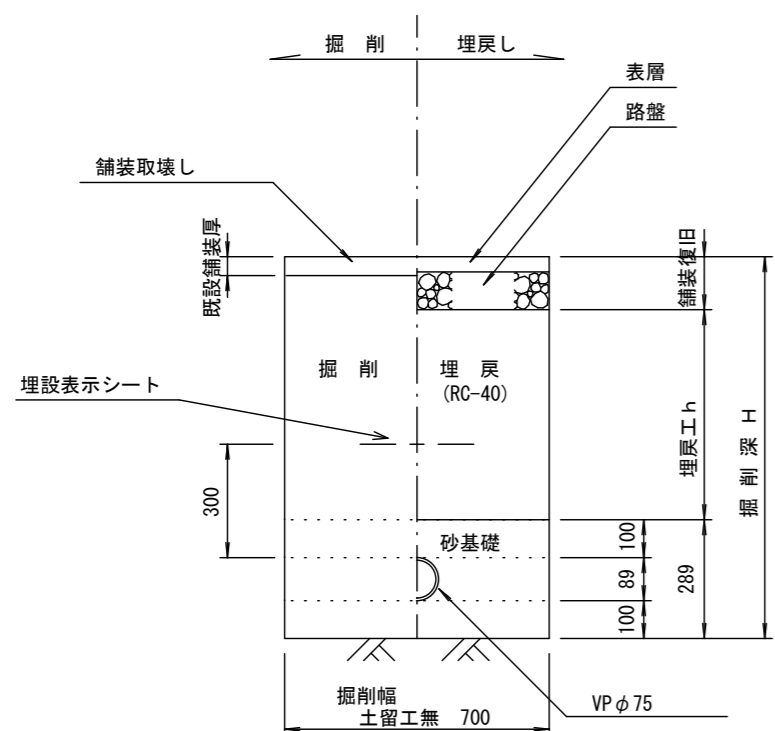 掘 削 埋戻し
表層
路盤
舗装取壊し
既設舗装厚
舗装復旧
掘 削 埋 戻
(RC-40)
埋設表示シート
埋戻工h
掘 削 深 H
300
砂基礎
100
89
100
289
掘削幅
土留工無 700
VPφ75